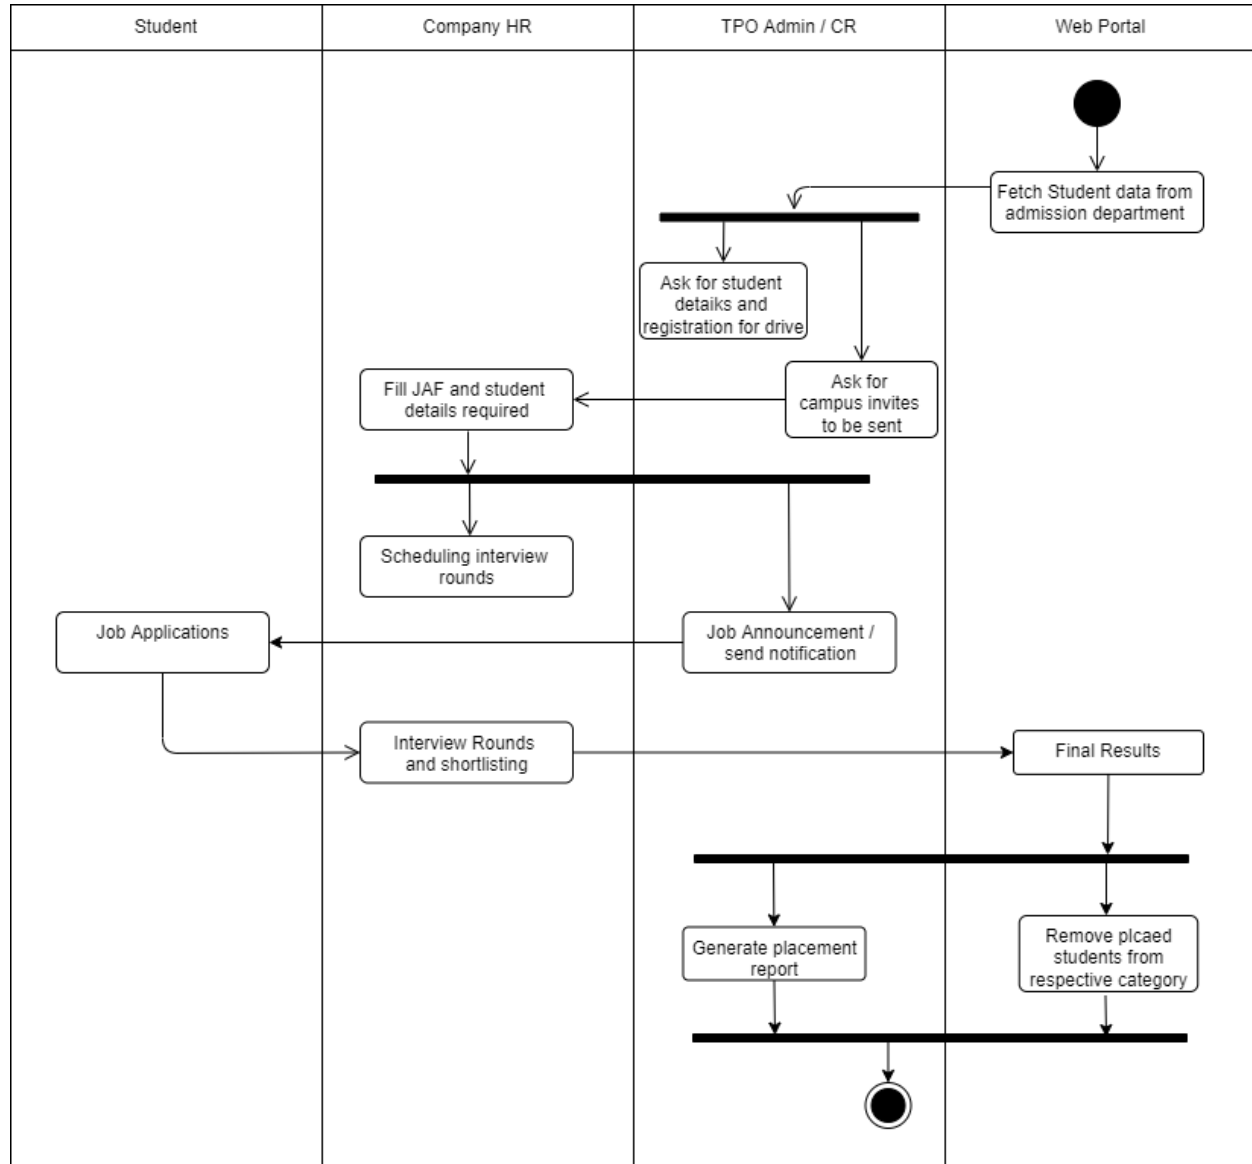 Student
Company HR
TPO Admin / CR
Web Portal
Fetch Student data from
admission department
Ask for student
detaiks and
registration for drive
Ask for
campus invites
to be sent
Fill JAF and student
details required
Scheduling interview
rounds
Job Applications
Job Announcement /
send notification
Interview Rounds
and shortlisting
Final Results
Generate placement
report
Remove plcaed
students from
respective category